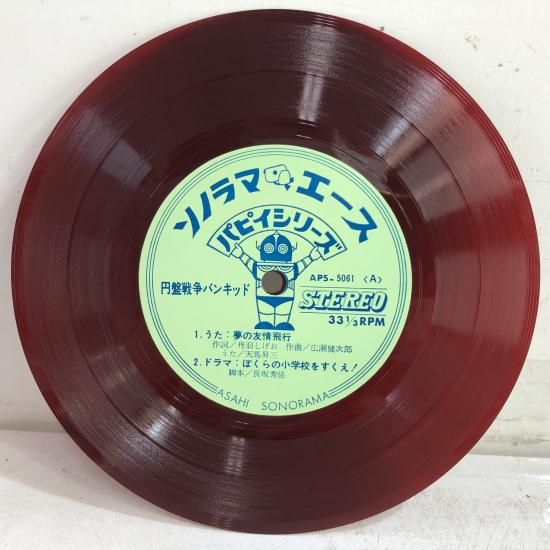 ソノラマエース
パピイシリーズ
円盤戦争バンキッド
APS-5061 <A>
STEREO
33 1/3 RPM
1.うた:夢の友情飛行
作詞/丹羽しげお 作曲/広瀬健次郎
うた/天馬昇三
2.ドラマ:ぼくらの小学校をすくえ!
脚本/長坂秀佳
ASAHI SONORAMA